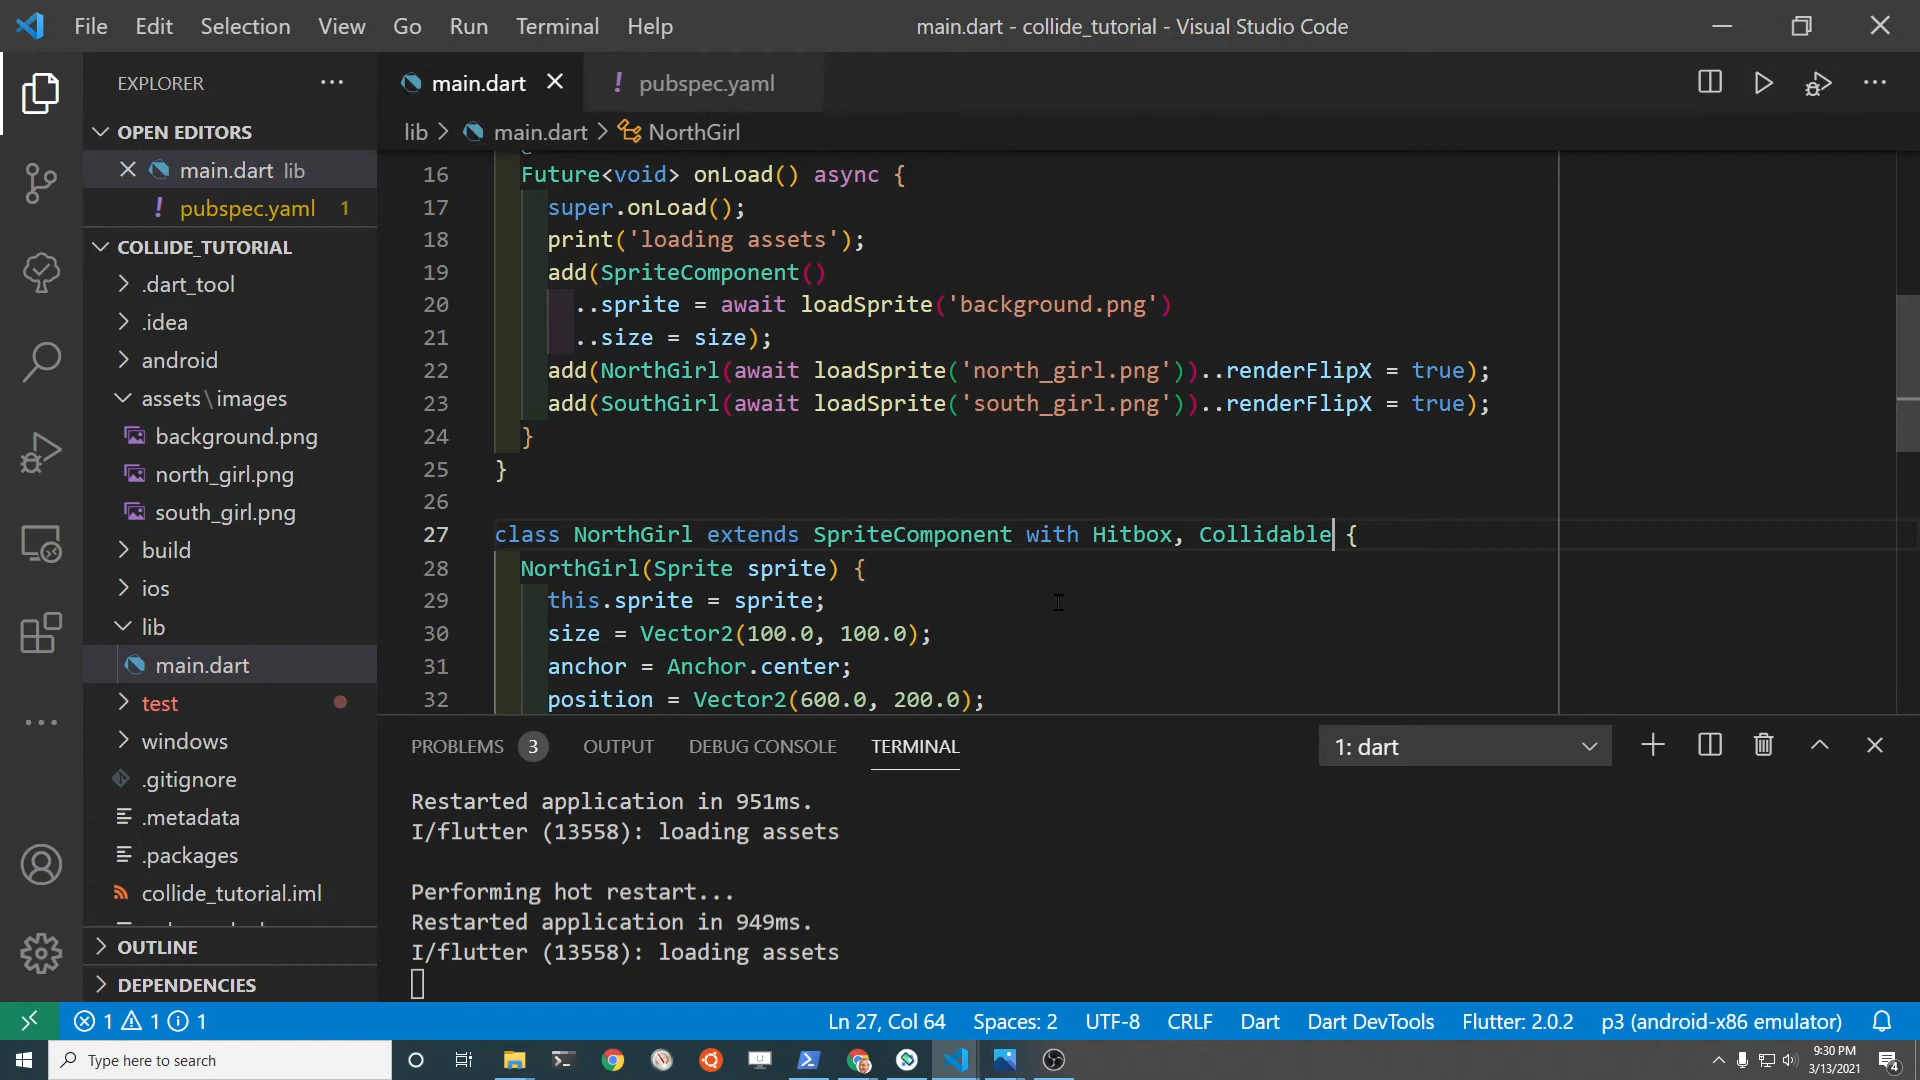 File Edit Selection View Go Run Terminal Help
main.dart - collide_tutorial - Visual Studio Code
EXPLORER
OPEN EDITORS
main.dart lib
! pubspec.yaml 1
COLLIDE_TUTORIAL
.dart_tool
.idea
android
assets\images
background.png
north_girl.png
south_girl.png
build
ios
lib
main.dart
test
windows
.gitignore
.metadata
.packages
collide_tutorial.iml
OUTLINE
DEPENDENCIES
main.dart
! pubspec.yaml
lib > main.dart > NorthGirl
16 Future<void> onLoad() async {
17 super.onLoad();
18 print('loading assets');
19 add(SpriteComponent()
20 ..sprite = await loadSprite('background.png')
21 ..size = size);
22 add(NorthGirl(await loadSprite('north_girl.png'))..renderFlipX = true);
23 add(SouthGirl(await loadSprite('south_girl.png'))..renderFlipX = true);
24 }
25 }
26
27 class NorthGirl extends SpriteComponent with Hitbox, Collidable {
28 NorthGirl(Sprite sprite) {
29 this.sprite = sprite;
30 size = Vector2(100.0, 100.0);
31 anchor = Anchor.center;
32 position = Vector2(600.0, 200.0);
PROBLEMS 3 OUTPUT DEBUG CONSOLE TERMINAL
1: dart
Restarted application in 951ms.
I/flutter (13558): loading assets
Performing hot restart...
Restarted application in 949ms.
I/flutter (13558): loading assets
1 1 1
Ln 27, Col 64 Spaces: 2 UTF-8 CRLF Dart Dart DevTools Flutter: 2.0.2 p3 (android-x86 emulator)
Type here to search
9:30 PM
3/13/2021
4